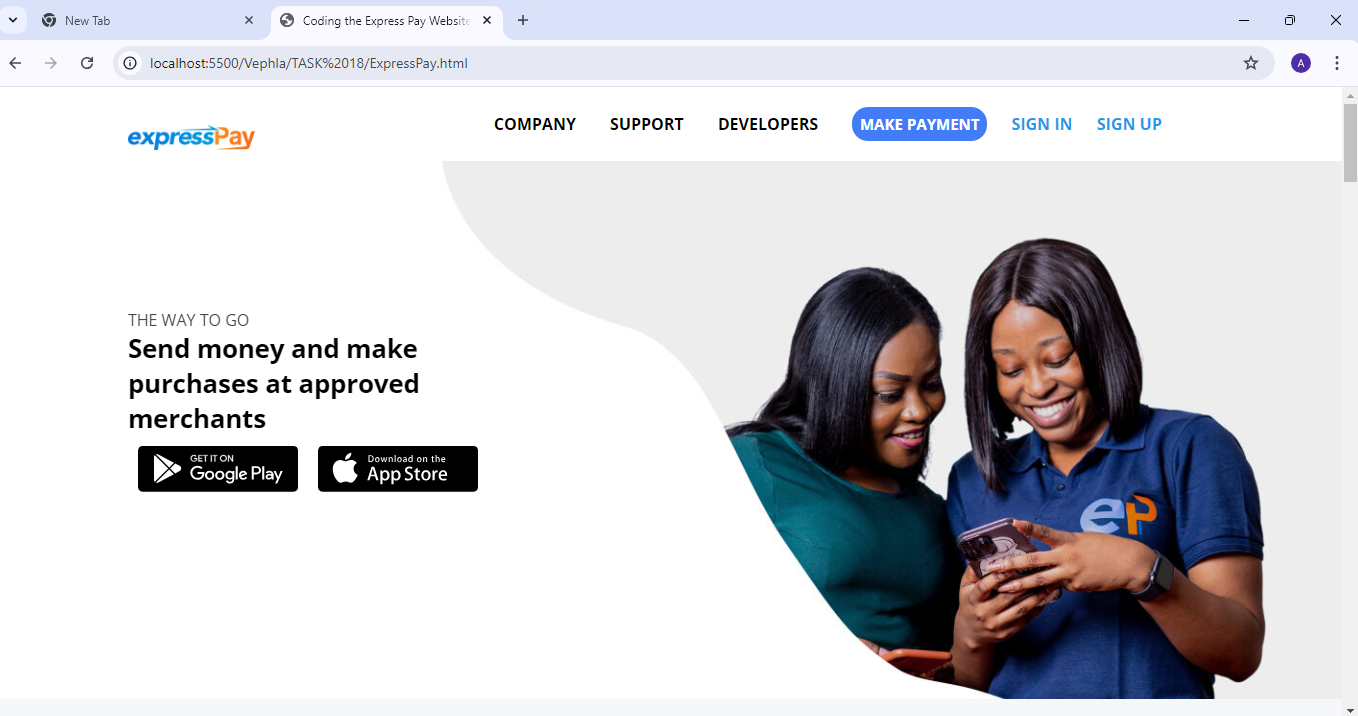 New Tab
Coding the Express Pay Website
localhost:5500/Vephla/TASK%2018/ExpressPay.html
A
expressPay
COMPANY SUPPORT DEVELOPERS MAKE PAYMENT SIGN IN SIGN UP
THE WAY TO GO
Send money and make
purchases at approved
merchants
GET IT ON
Google Play
Download on the
App Store
ep